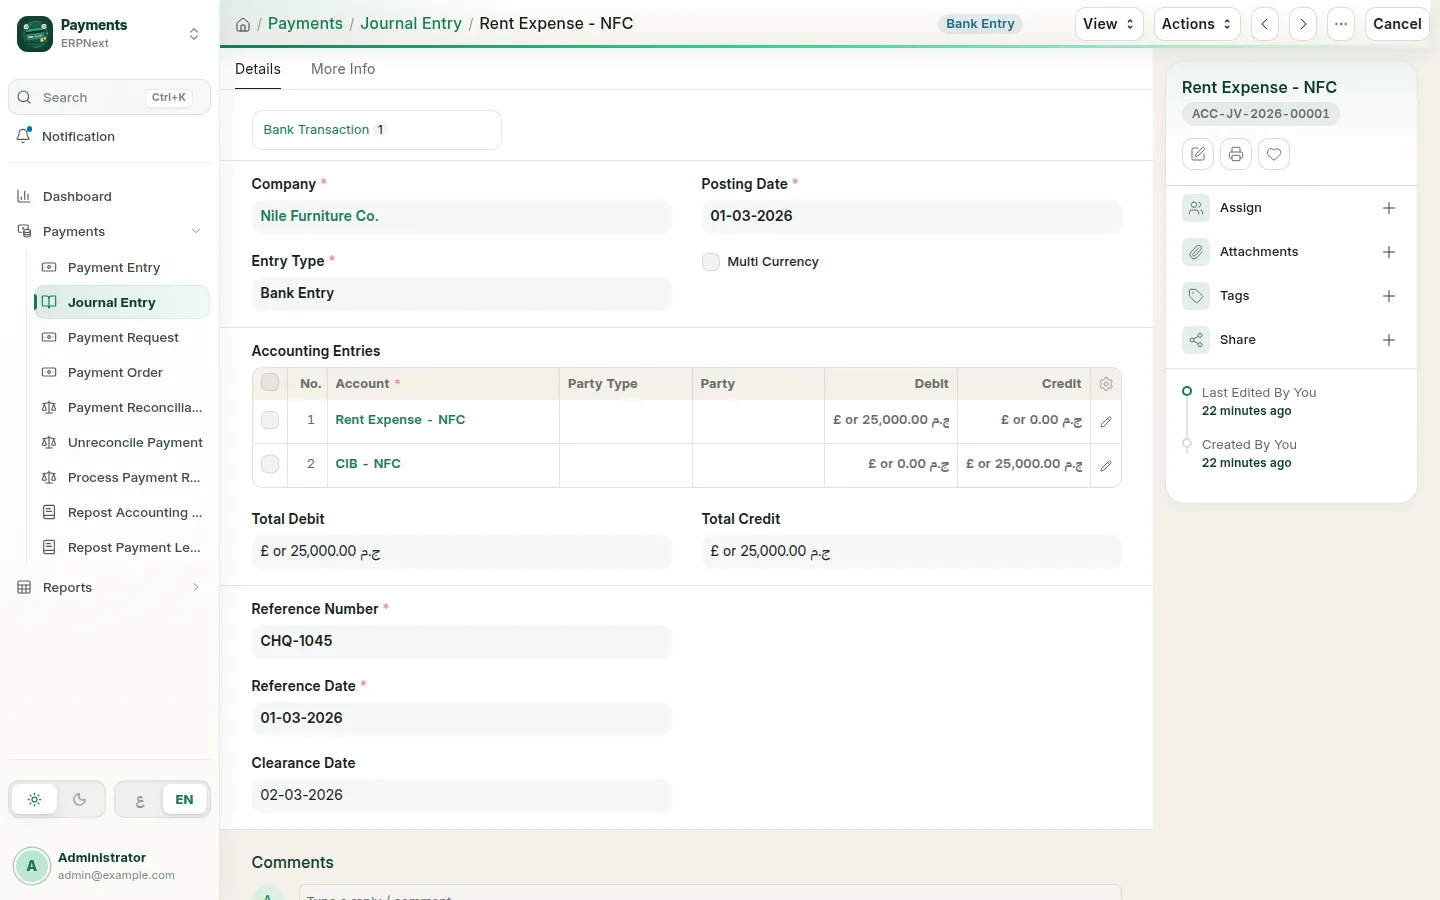 Payments
ERPNext
Search Ctrl+K
Notification
Dashboard
Payments
Payment Entry
Journal Entry
Payment Request
Payment Order
Payment Reconcilia...
Unreconcile Payment
Process Payment R...
Repost Accounting ...
Repost Payment Le...
Reports
ع EN
A
Administrator
admin@example.com
/ Payments / Journal Entry / Rent Expense - NFC
Bank Entry
View
Actions
...
Cancel
Details More Info
Bank Transaction 1
Company * Posting Date *
Nile Furniture Co. 01-03-2026
Entry Type * Multi Currency
Bank Entry
Accounting Entries
No. Account * Party Type Party Debit Credit
1 Rent Expense - NFC £ or 25,000.00 ج.م £ or 0.00 ج.م
2 CIB - NFC £ or 0.00 ج.م £ or 25,000.00 ج.م
Total Debit Total Credit
£ or 25,000.00 ج.م £ or 25,000.00 ج.م
Reference Number *
CHQ-1045
Reference Date *
01-03-2026
Clearance Date
02-03-2026
Comments
A Type a reply / comment
Rent Expense - NFC
ACC-JV-2026-00001
Assign
Attachments
Tags
Share
Last Edited By You
22 minutes ago
Created By You
22 minutes ago